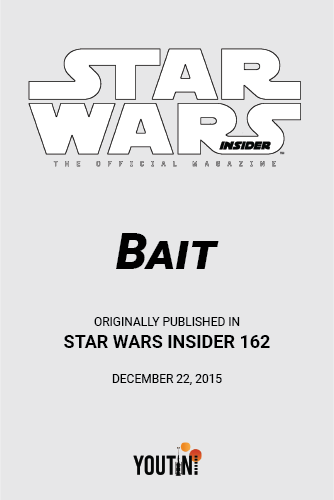 STAR
WARS
INSIDER
THE OFFICIAL MAGAZINE
BAIT
ORIGINALLY PUBLISHED IN
STAR WARS INSIDER 162
DECEMBER 22, 2015
YOUTINI